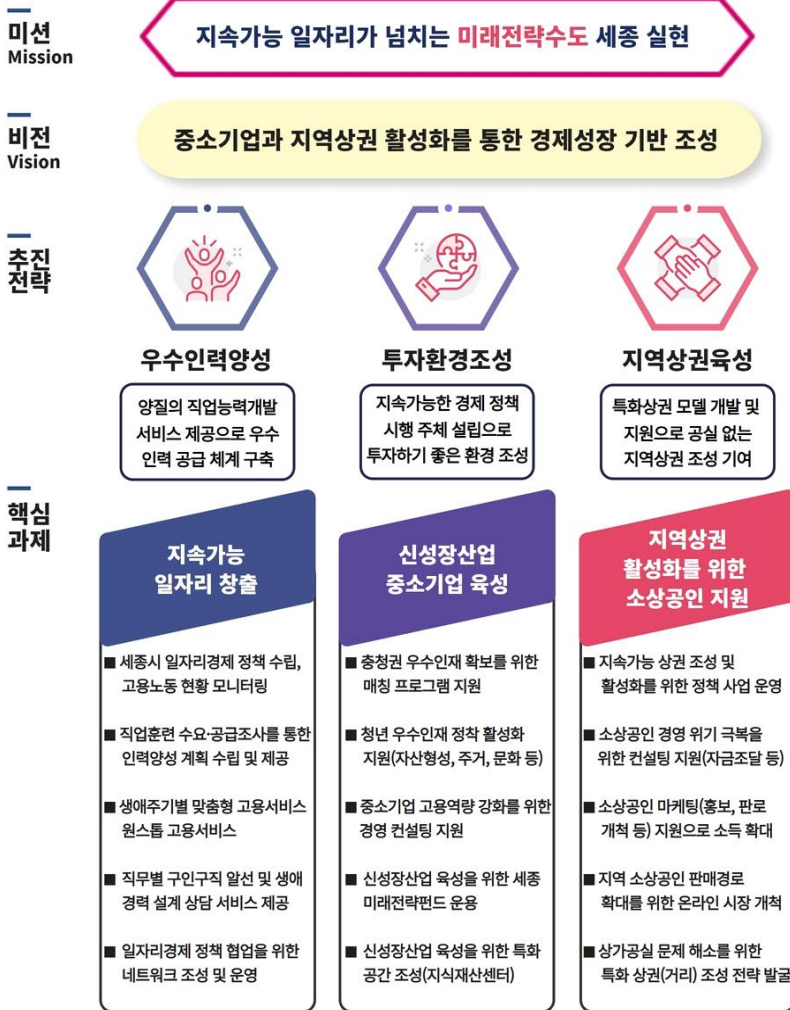 미션
Mission
지속가능 일자리가 넘치는 미래전략수도 세종 실현
비전
Vision
중소기업과 지역상권 활성화를 통한 경제성장 기반 조성
추진
전략
우수인력양성
양질의 직업능력개발
서비스 제공으로 우수
인력 공급 체계 구축
투자환경조성
지속가능한 경제 정책
시행 주체 설립으로
투자하기 좋은 환경 조성
지역상권육성
특화상권 모델 개발 및
지원으로 공실 없는
지역상권 조성 기여
핵심
과제
지속가능
일자리 창출
■ 세종시 일자리경제 정책 수립,
고용노동 현황 모니터링
■ 직업훈련 수요·공급조사를 통한
인력양성 계획 수립 및 제공
■ 생애주기별 맞춤형 고용서비스
원스톱 고용서비스
■ 직무별 구인구직 알선 및 생애
경력 설계 상담 서비스 제공
■ 일자리경제 정책 협업을 위한
네트워크 조성 및 운영
신성장산업
중소기업 육성
■ 충청권 우수인재 확보를 위한
매칭 프로그램 지원
■ 청년 우수인재 정착 활성화
지원(자산형성, 주거, 문화 등)
■ 중소기업 고용역량 강화를 위한
경영 컨설팅 지원
■ 신성장산업 육성을 위한 세종
미래전략펀드 운용
■ 신성장산업 육성을 위한 특화
공간 조성(지식재산센터)
지역상권
활성화를 위한
소상공인 지원
■ 지속가능 상권 조성 및
활성화를 위한 정책 사업 운영
■ 소상공인 경영 위기 극복을
위한 컨설팅 지원(자금조달 등)
■ 소상공인 마케팅(홍보, 판로
개척 등) 지원으로 소득 확대
■ 지역 소상공인 판매경로
확대를 위한 온라인 시장 개척
■ 상가공실 문제 해소를 위한
특화 상권(거리) 조성 전략 발굴